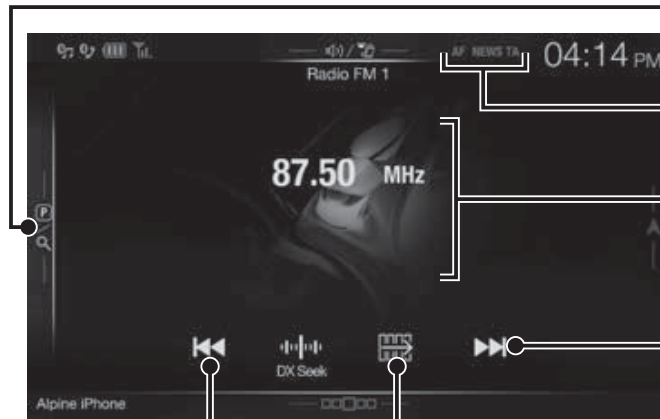 AF NEWS TA 04:14 PM
Radio FM 1
87.50 MHz
P
DX Seek
Alpine iPhone